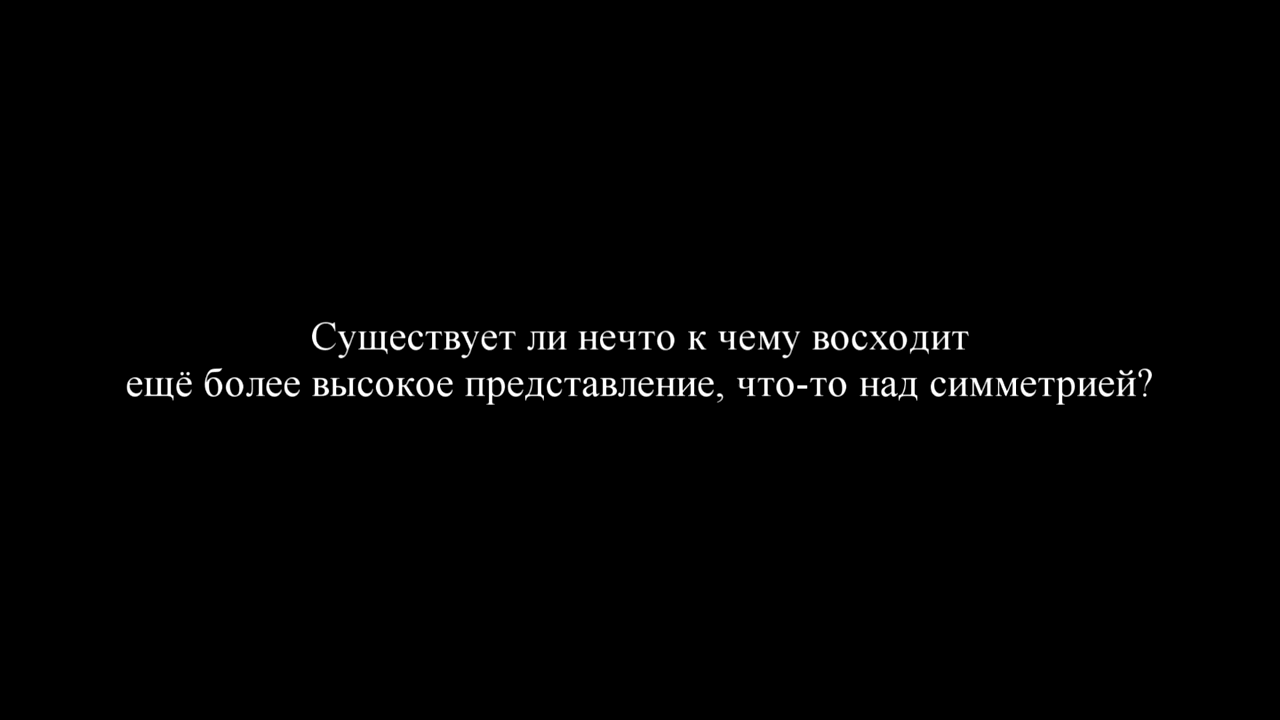 Существует ли нечто к чему восходит
ещё более высокое представление, что-то над симметрией?